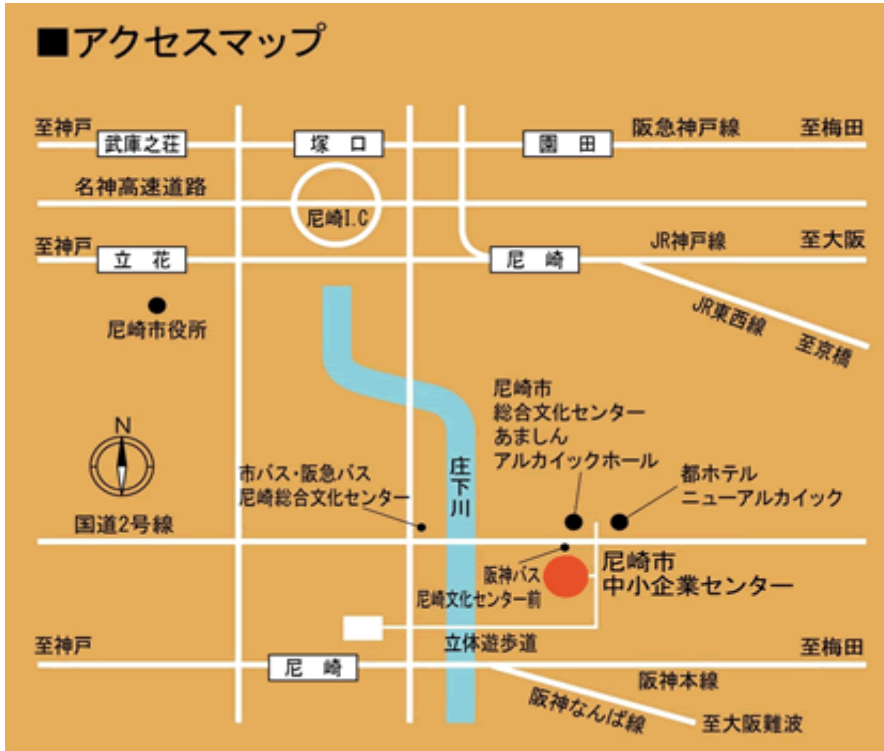 ■アクセスマップ
至神戸
武庫之荘
塚口
園田
阪急神戸線
至梅田
名神高速道路
尼崎I.C
至神戸
立花
尼崎
JR神戸線
至大阪
尼崎市役所
JR東西線
至京橋
N
尼崎市
総合文化センター
あましん
アルカイックホール
市バス・阪急バス
尼崎総合文化センター
庄下川
都ホテル
ニューアルカイック
国道2号線
阪神バス
尼崎文化センター前
尼崎市
中小企業センター
至神戸
尼崎
立体遊歩道
至梅田
阪神本線
阪神なんば線
至大阪難波